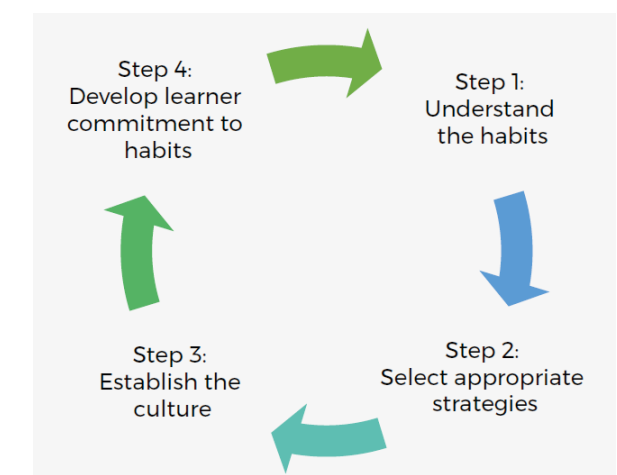 Step 1:
Understand
the habits
Step 2:
Select appropriate
strategies
Step 3:
Establish the
culture
Step 4:
Develop learner
commitment to
habits